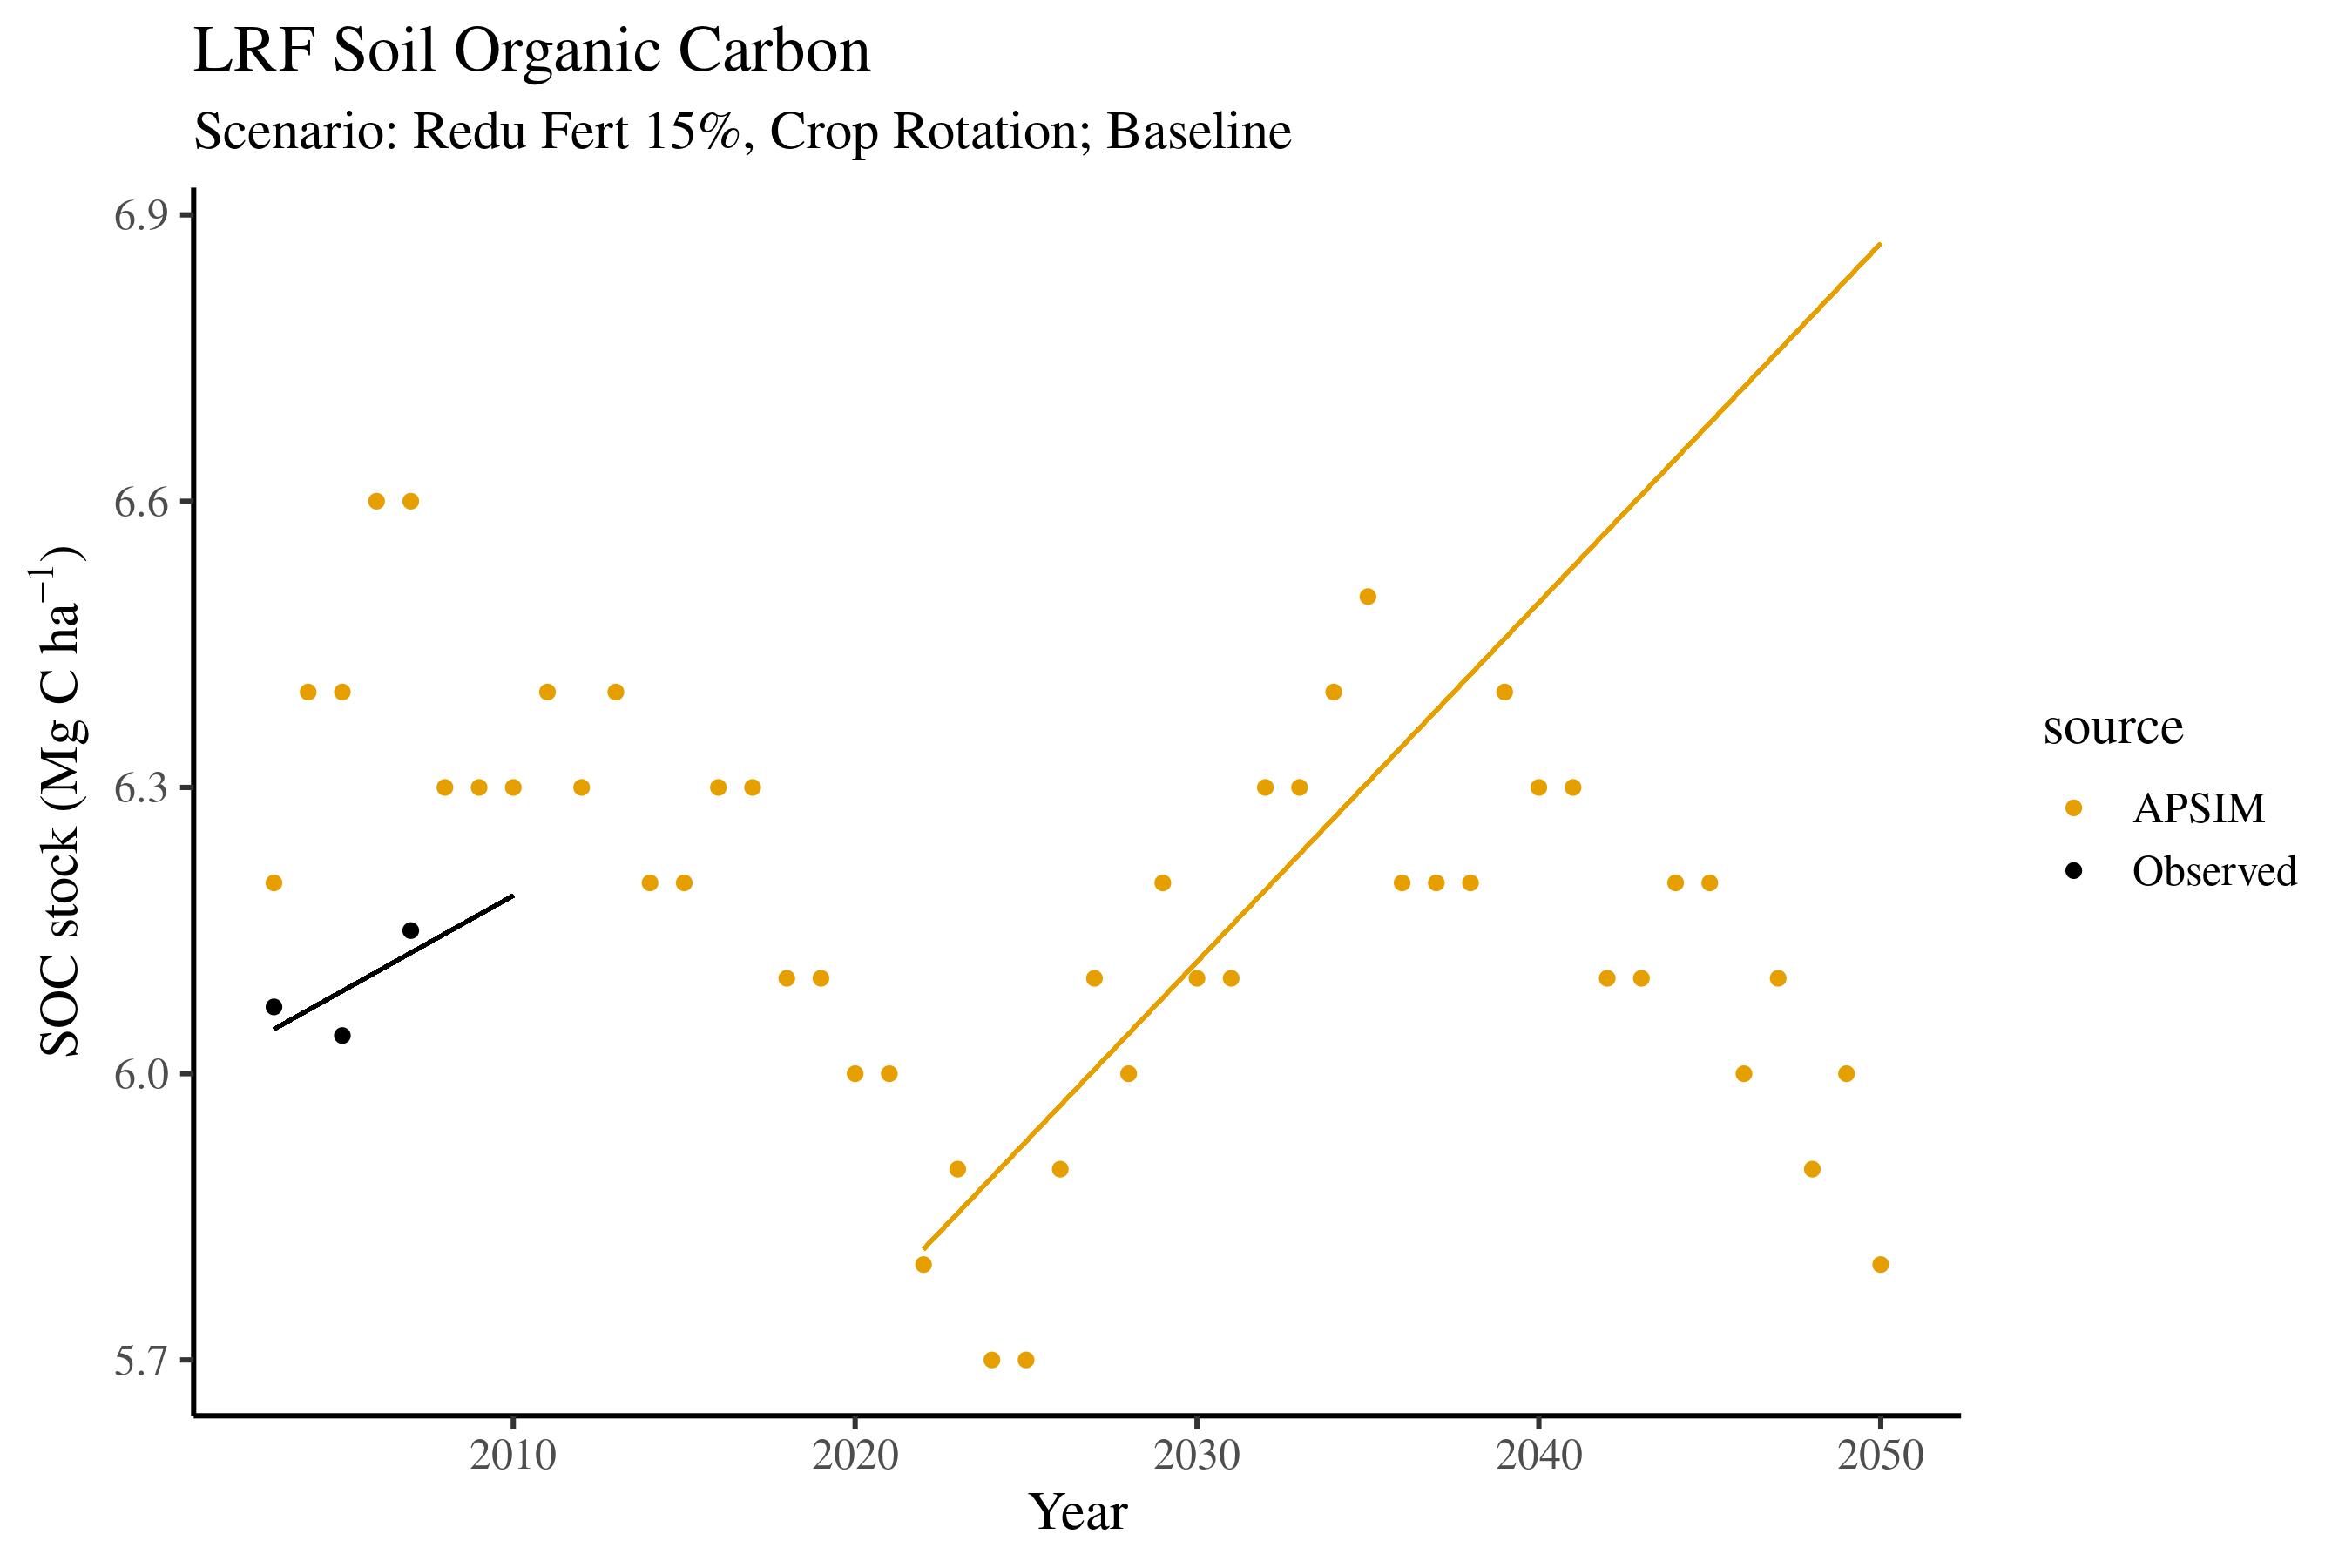 LRF Soil Organic Carbon
Scenario: Redu Fert 15%, Crop Rotation; Baseline
SOC stock (Mg C ha⁻¹)
6.9
6.6
6.3
6.0
5.7
2010 2020 2030 2040 2050
Year
source
APSIM
Observed